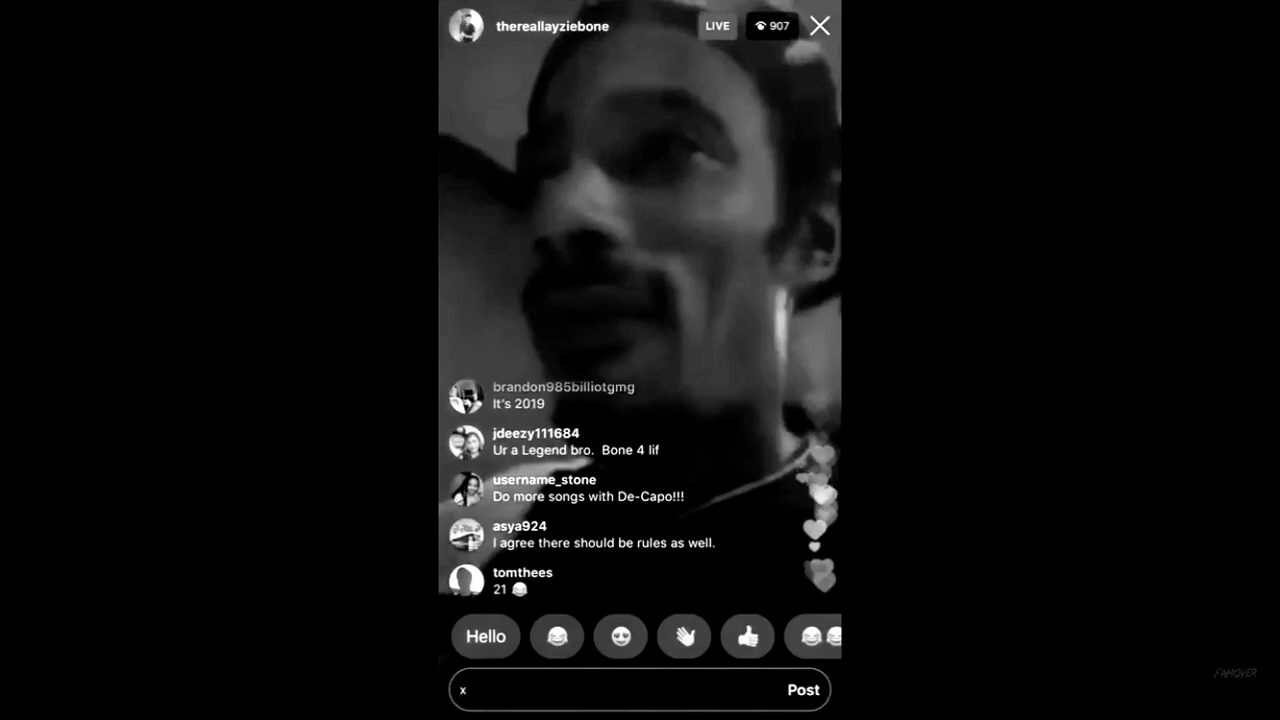 thereallayziebone
LIVE
907
brandon985billiotgmg
It's 2019
jdeezy111684
Ur a Legend bro.  Bone 4 lif
username_stone
Do more songs with De-Capo!!!
asya924
I agree there should be rules as well.
tomthees
21 😂
Hello
x
Post
FAMOVER